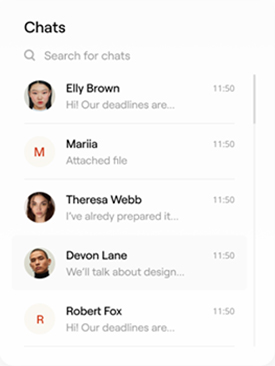 Chats
Search for chats
Elly Brown 11:50
Hi! Our deadlines are...
M Mariia 11:50
Attached file
Theresa Webb 11:50
I've alredy prepared it...
Devon Lane 11:50
We'll talk about design...
R Robert Fox 11:50
Hi! Our deadlines are...